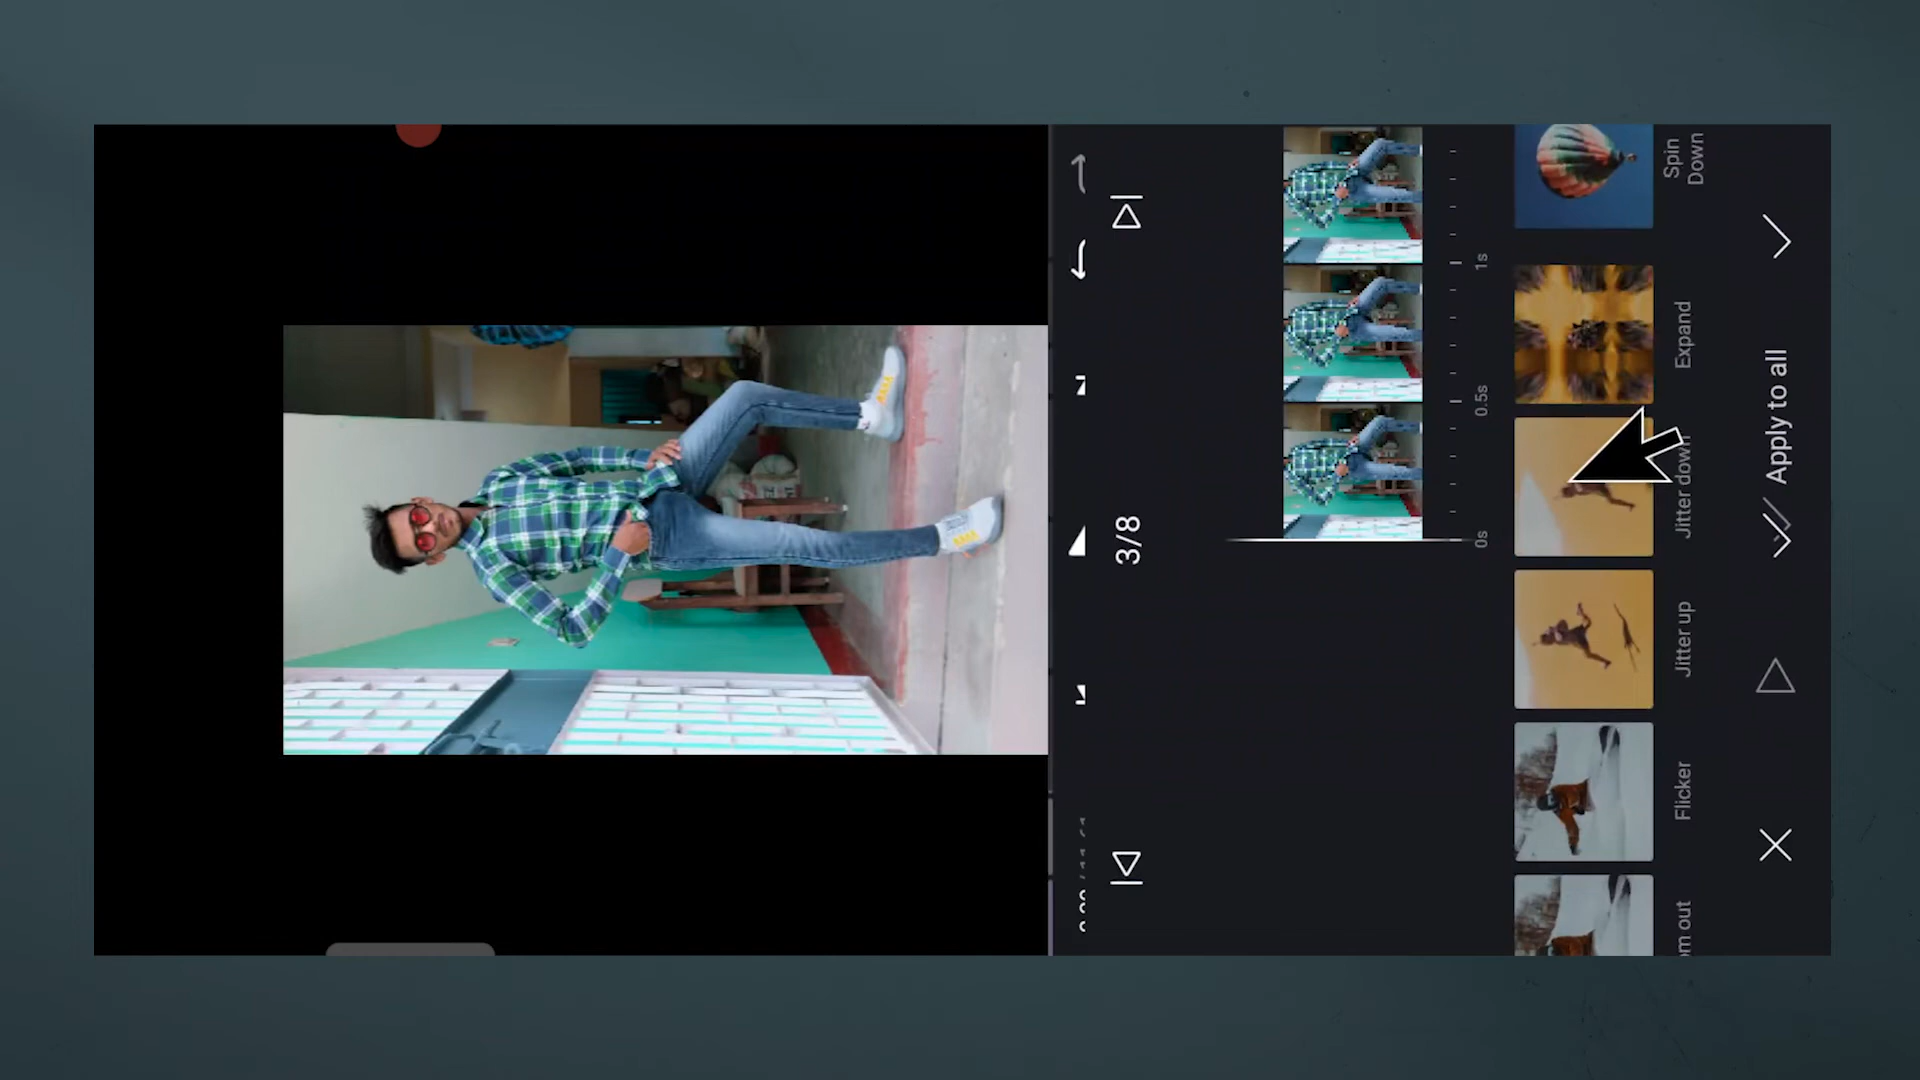 3/8
0s
0.5s
1s
Flicker
Jitter up
Jitter down
Expand
Spin
Down
Apply to all